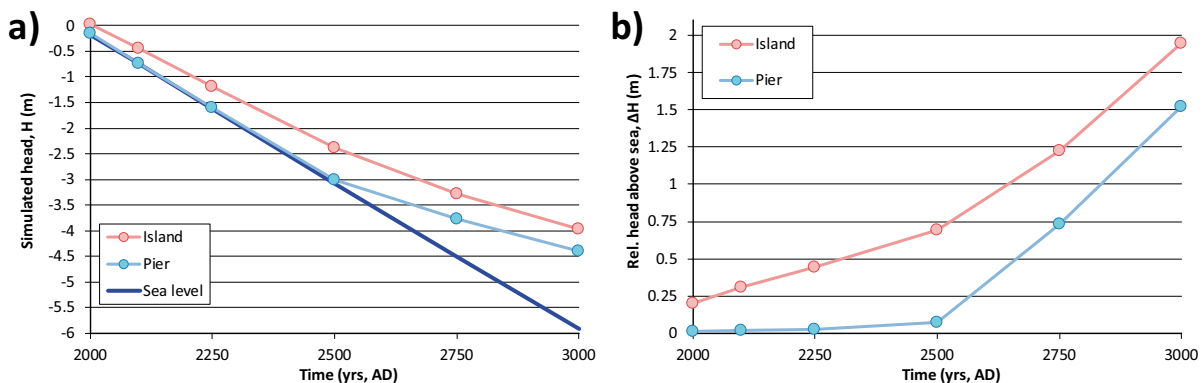 a)
Simulated head, H (m)
0
-0.5
-1
-1.5
-2
-2.5
-3
-3.5
-4
-4.5
-5
-5.5
-6
Island
Pier
Sea level
2000
2250
2500
2750
3000
Time (yrs, AD)
b)
Rel. head above sea, ΔH (m)
2
1.75
1.5
1.25
1
0.75
0.5
0.25
0
Island
Pier
2000
2250
2500
2750
3000
Time (yrs, AD)